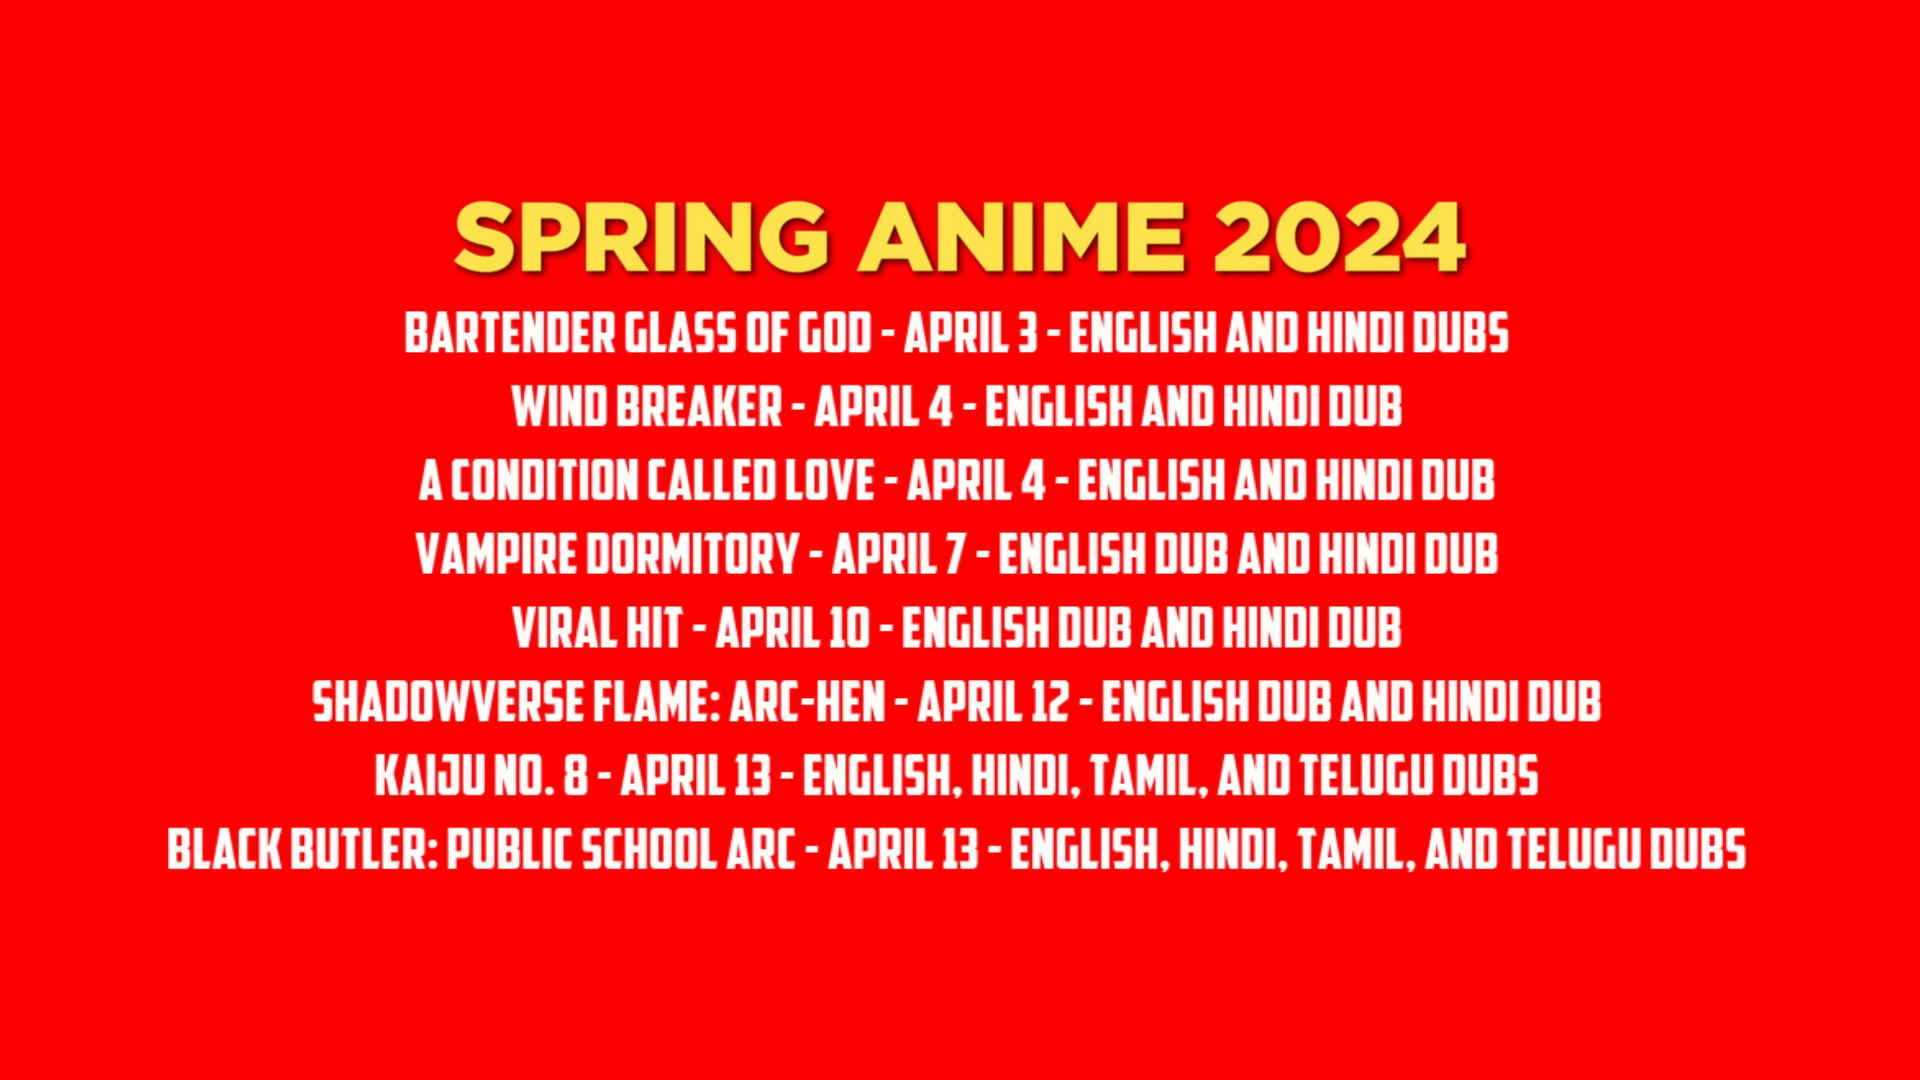 SPRING ANIME 2024
BARTENDER GLASS OF GOD - APRIL 3 - ENGLISH AND HINDI DUBS
WIND BREAKER - APRIL 4 - ENGLISH AND HINDI DUB
A CONDITION CALLED LOVE - APRIL 4 - ENGLISH AND HINDI DUB
VAMPIRE DORMITORY - APRIL 7 - ENGLISH DUB AND HINDI DUB
VIRAL HIT - APRIL 10 - ENGLISH DUB AND HINDI DUB
SHADOWVERSE FLAME: ARC-HEN - APRIL 12 - ENGLISH DUB AND HINDI DUB
KAIJU NO. 8 - APRIL 13 - ENGLISH, HINDI, TAMIL, AND TELUGU DUBS
BLACK BUTLER: PUBLIC SCHOOL ARC - APRIL 13 - ENGLISH, HINDI, TAMIL, AND TELUGU DUBS